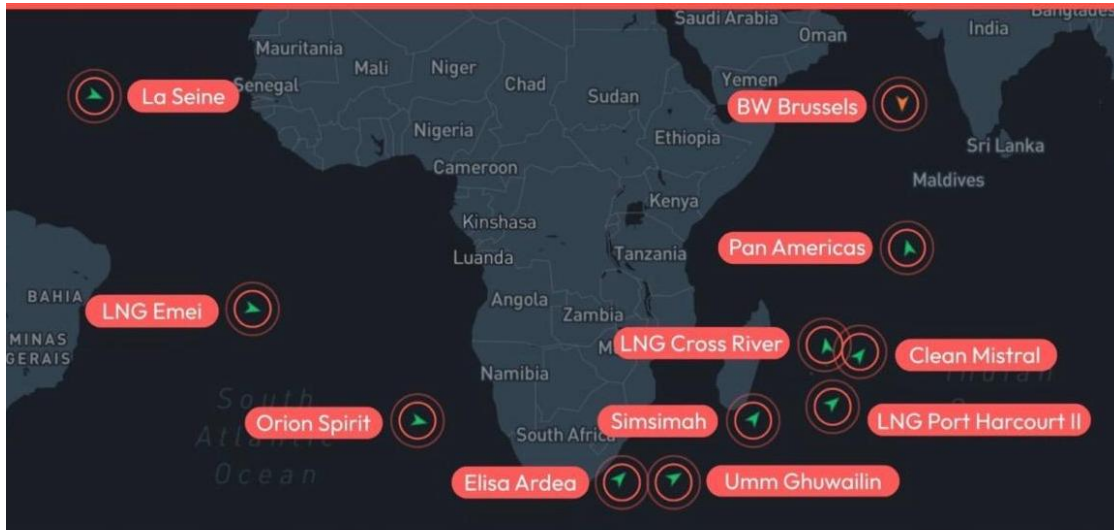 Saudi Arabia
Bangladesh
India
Oman
Mauritania
Mali
Niger
Chad
Sudan
Yemen
Senegal
La Seine
BW Brussels
Nigeria
Ethiopia
Sri Lanka
Cameroon
Maldives
Kenya
Kinshasa
Luanda
Tanzania
Pan Americas
BAHIA
LNG Emei
Angola
Zambia
MINAS
GERAIS
LNG Cross River
Clean Mistral
Namibia
Indian
South
Atlantic
Ocean
Orion Spirit
Simsimah
LNG Port Harcourt II
South Africa
Elisa Ardea
Umm Ghuwailin